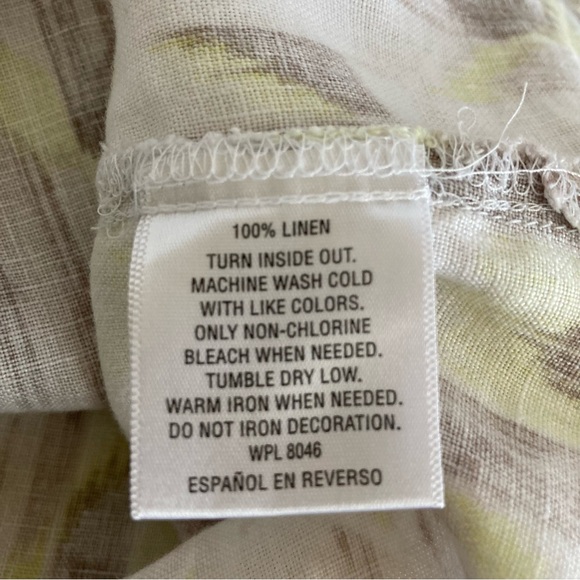 100% LINEN
TURN INSIDE OUT.
MACHINE WASH COLD
WITH LIKE COLORS.
ONLY NON-CHLORINE
BLEACH WHEN NEEDED.
TUMBLE DRY LOW.
WARM IRON WHEN NEEDED.
DO NOT IRON DECORATION.
WPL 8046
ESPAÑOL EN REVERSO